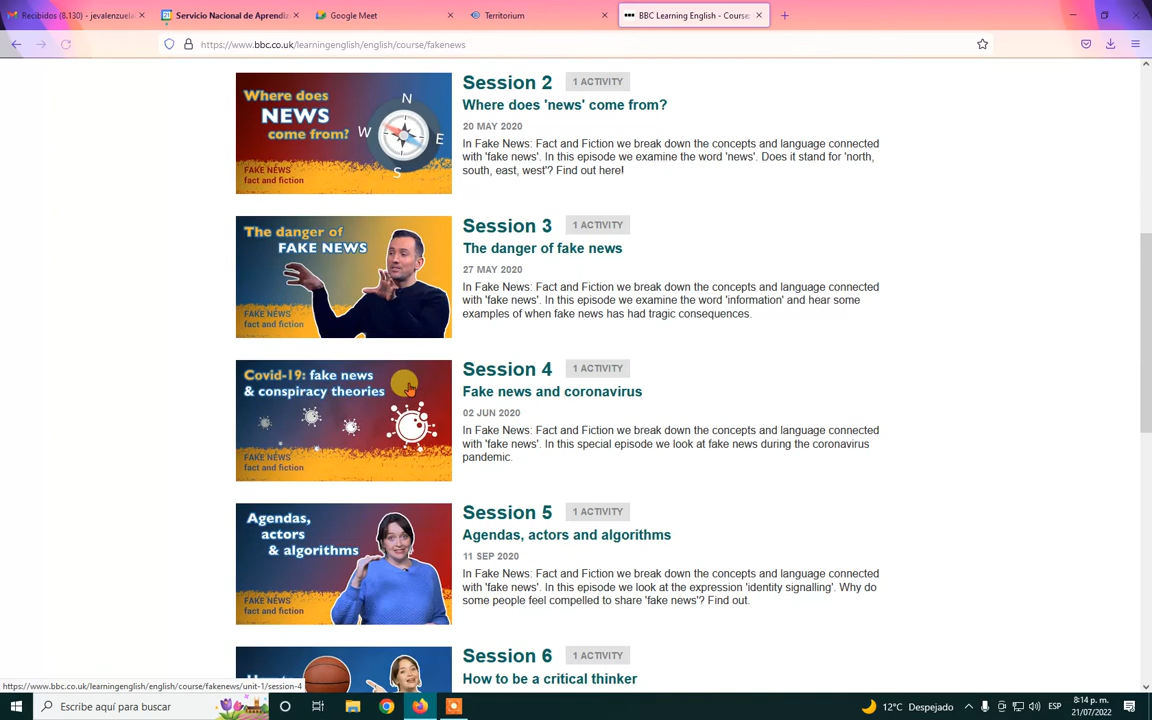 Recibidos (8.130) - jevalenzuela
Servicio Nacional de Aprendiz
Google Meet
Territorium
BBC Learning English - Course:
https://www.bbc.co.uk/learningenglish/english/course/fakenews
Where does
NEWS
come from?
N
W
E
S
FAKE NEWS
fact and fiction
Session 2
1 ACTIVITY
Where does 'news' come from?
20 MAY 2020
In Fake News: Fact and Fiction we break down the concepts and language connected
with 'fake news'. In this episode we examine the word 'news'. Does it stand for 'north,
south, east, west'? Find out here!
The danger of
FAKE NEWS
FAKE NEWS
fact and fiction
Session 3
1 ACTIVITY
The danger of fake news
27 MAY 2020
In Fake News: Fact and Fiction we break down the concepts and language connected
with 'fake news'. In this episode we examine the word 'information' and hear some
examples of when fake news has had tragic consequences.
Covid-19: fake news
& conspiracy theories
FAKE NEWS
fact and fiction
Session 4
1 ACTIVITY
Fake news and coronavirus
02 JUN 2020
In Fake News: Fact and Fiction we break down the concepts and language connected
with 'fake news'. In this special episode we look at fake news during the coronavirus
pandemic.
Agendas,
actors
& algorithms
FAKE NEWS
fact and fiction
Session 5
1 ACTIVITY
Agendas, actors and algorithms
11 SEP 2020
In Fake News: Fact and Fiction we break down the concepts and language connected
with 'fake news'. In this episode we look at the expression 'identity signalling'. Why do
some people feel compelled to share 'fake news'? Find out.
Session 6
1 ACTIVITY
How to be a critical thinker
https://www.bbc.co.uk/learningenglish/english/course/fakenews/unit-1/session-4
Escribe aquí para buscar
12°C Despejado
ESP
8:14 p. m.
21/07/2022